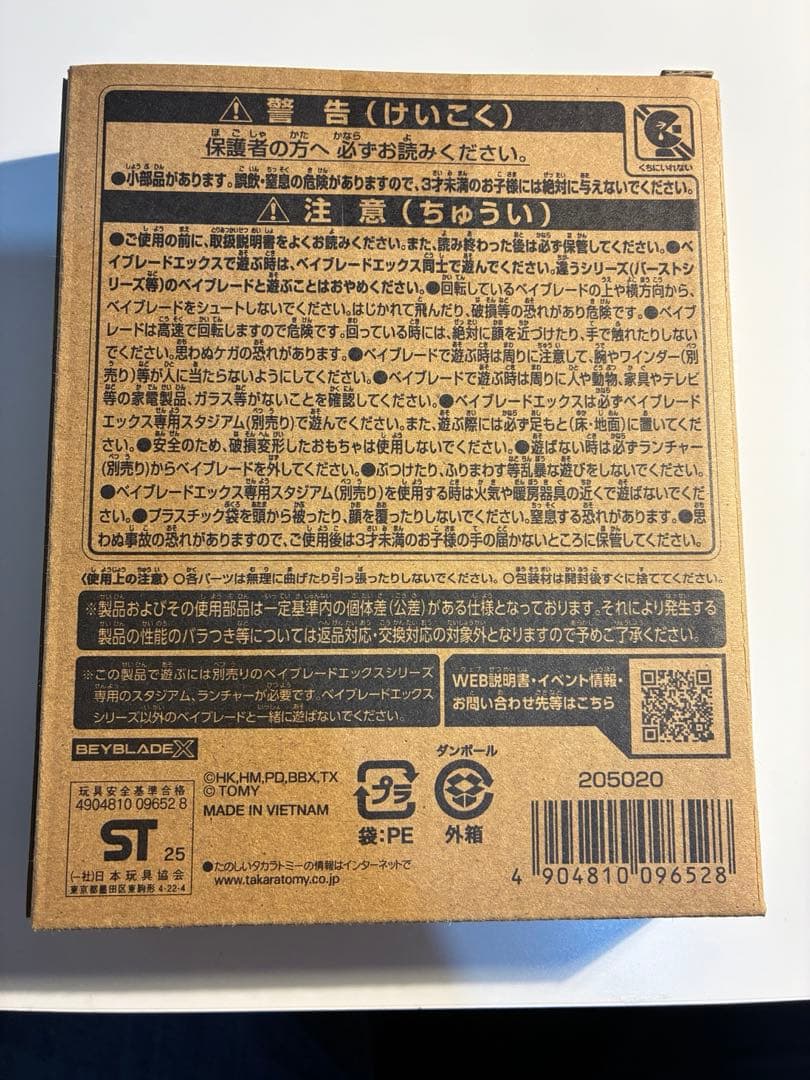 警告(けいこく)
くちにいれない
保護者の方へ 必ずお読みください。
●小部品があります。誤飲・窒息の危険がありますので、3才未満のお子様には絶対に与えないでください。
注意(ちゅうい)
●ご使用の前に、取扱説明書をよくお読みください。また、読み終わった後は必ず保管してください。●ベ
イブレードエックスで遊ぶ時は、ベイブレードエックス同士で遊んでください。違うシリーズ(バーストシ
リーズ等)のベイブレードと遊ぶことはおやめください。●回転しているベイブレードの上や横方向から、
ベイブレードをシュートしないでください。はじかれて飛んだり、破損等の恐れがあり危険です。●ベイブ
レードは高速で回転しますので危険です。回っている時には、絶対に顔を近づけたり、手で触れたりしない
でください。思わぬケガの恐れがあります。●ベイブレードで遊ぶ時は周りに注意して、腕やワインダー(別
売り)等が人に当たらないようにしてください。●ベイブレードで遊ぶ時は周りに人や動物、家具やテレビ
等の家電製品、ガラス等がないことを確認してください。●ベイブレードエックスは必ずベイブレード
エックス専用スタジアム(別売り)で遊んでください。また、遊ぶ際には必ず足もと(床・地面)に置いてくだ
さい。●安全のため、破損変形したおもちゃは使用しないでください。●遊ばない時は必ずランチャー
(別売り)からベイブレードを外してください。●ぶつけたり、ふりまわす等乱暴な遊びをしないでください。
●ベイブレードエックス専用スタジアム(別売り)を使用する時は火気や暖房器具の近くで遊ばないでくだ
さい。●プラスチック袋を頭から被ったり、顔を覆ったりしないでください。窒息する恐れがあります。●思
わぬ事故の恐れがありますので、ご使用後は3才未満のお子様の手の届かないところに保管してください。
〈使用上の注意〉○各パーツは無理に曲げたり引っ張ったりしないでください。○包装材は開封後すぐに捨ててください。
※製品およびその使用部品は一定基準内の個体差(公差)がある仕様となっております。それにより発生する
製品の性能のバラつき等については返品対応・交換対応の対象外となりますので予めご了承ください。
※この製品で遊ぶには別売りのベイブレードエックスシリーズ
専用のスタジアム、ランチャーが必要です。ベイブレードエックス
シリーズ以外のベイブレードと一緒に遊ばないでください。
WEB説明書・イベント情報・
お問い合わせ先等はこちら
BEYBLADE X
玩具安全基準合格
4904810 09652 8
ST 25
(一社)日本玩具協会
東京都墨田区東駒形 4-22-4
©HK,HM,PD,BBX,TX
© TOMY
MADE IN VIETNAM
プラ
袋:PE
ダンボール
外箱
●たのしいタカラトミーの情報はインターネットで
www.takaratomy.co.jp
205020
4 904810 096528